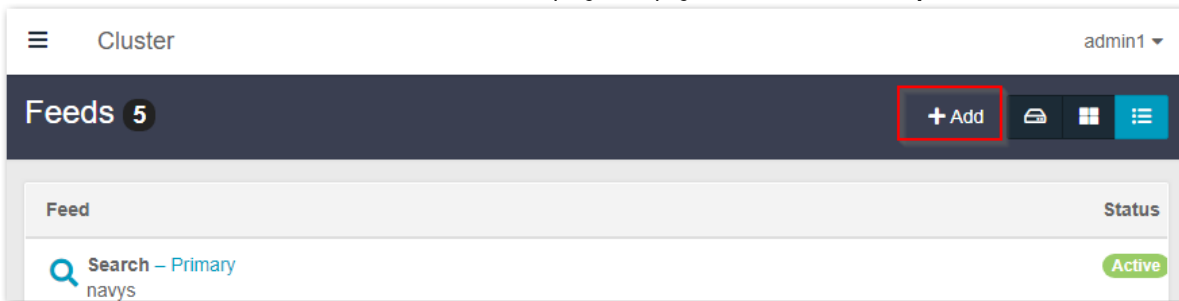 Cluster
admin1
Feeds 5
+ Add
Feed
Status
Search – Primary
Active
navys